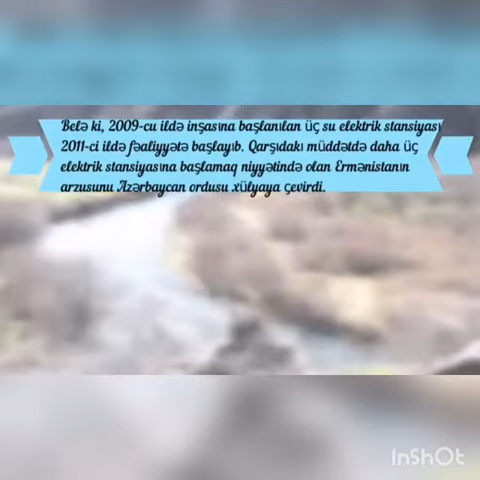 Belə ki, 2009-cu ildə inşasına başlanılan üç su elektrik stansiyası
2011-ci ildə fəaliyyətə başlayıb. Qarşıdakı müddətdə daha üç
elektrik stansiyasına başlamaq niyyətində olan Ermənistanın
arzusunu Azərbaycan ordusu xülyaya çevirdi.
InShOt